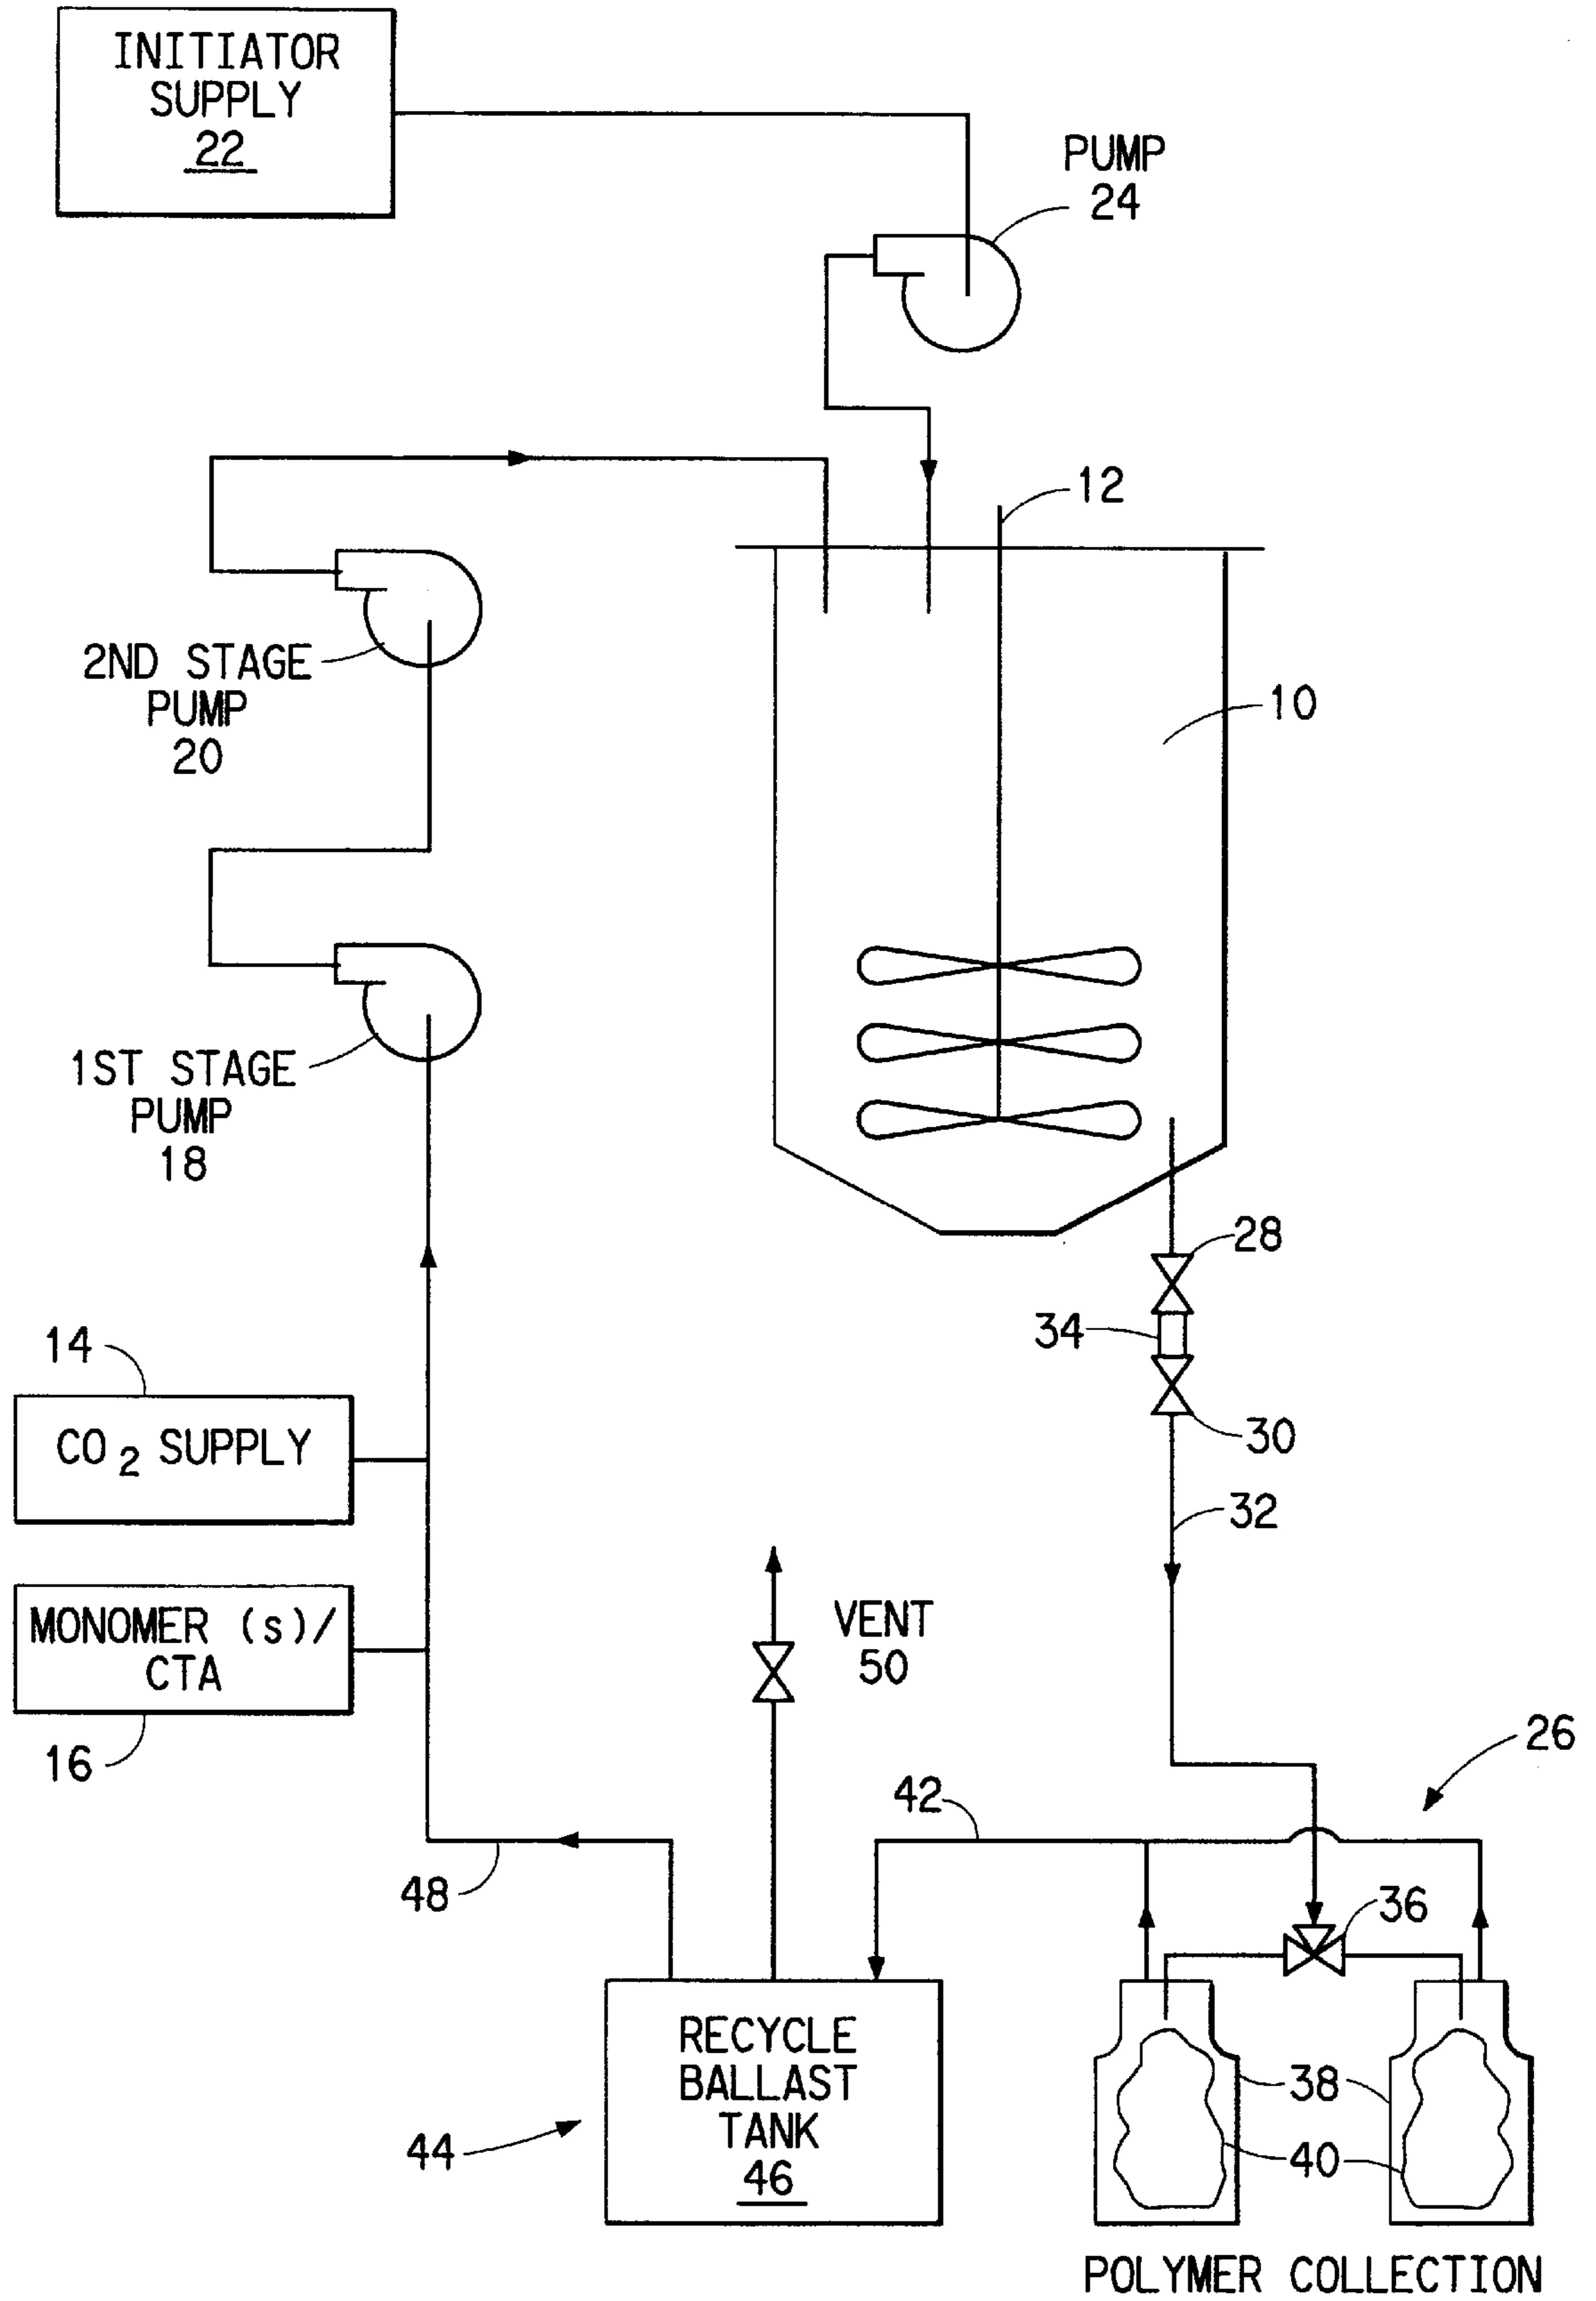 INITIATOR
SUPPLY
22
PUMP
24
12
2ND STAGE
PUMP
20
10
1ST STAGE
PUMP
18
28
34
14
30
CO2 SUPPLY
32
VENT
50
MONOMER (s)/
CTA
26
16
42
48
36
RECYCLE
BALLAST
TANK
46
38
44
40
POLYMER COLLECTION